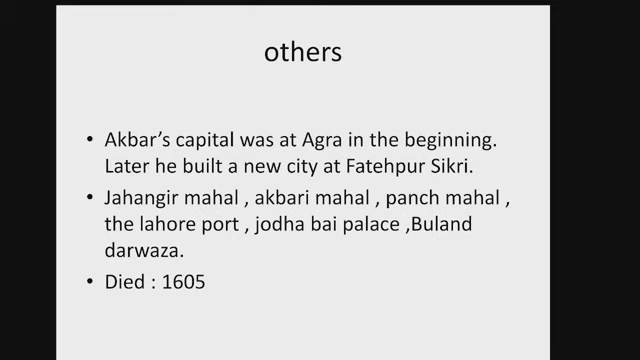 others
• Akbar's capital was at Agra in the beginning.
Later he built a new city at Fatehpur Sikri.
• Jahangir mahal , akbari mahal , panch mahal ,
the lahore port , jodha bai palace ,Buland
darwaza.
• Died : 1605